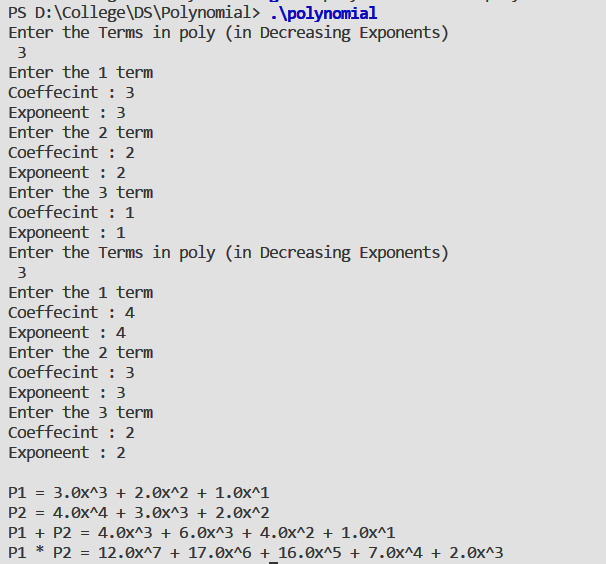 PS D:\College\DS\Polynomial> .\polynomial
Enter the Terms in poly (in Decreasing Exponents)
3
Enter the 1 term
Coeffecint : 3
Exponeent : 3
Enter the 2 term
Coeffecint : 2
Exponeent : 2
Enter the 3 term
Coeffecint : 1
Exponeent : 1
Enter the Terms in poly (in Decreasing Exponents)
3
Enter the 1 term
Coeffecint : 4
Exponeent : 4
Enter the 2 term
Coeffecint : 3
Exponeent : 3
Enter the 3 term
Coeffecint : 2
Exponeent : 2
P1 = 3.0x^3 + 2.0x^2 + 1.0x^1
P2 = 4.0x^4 + 3.0x^3 + 2.0x^2
P1 + P2 = 4.0x^3 + 6.0x^3 + 4.0x^2 + 1.0x^1
P1 * P2 = 12.0x^7 + 17.0x^6 + 16.0x^5 + 7.0x^4 + 2.0x^3